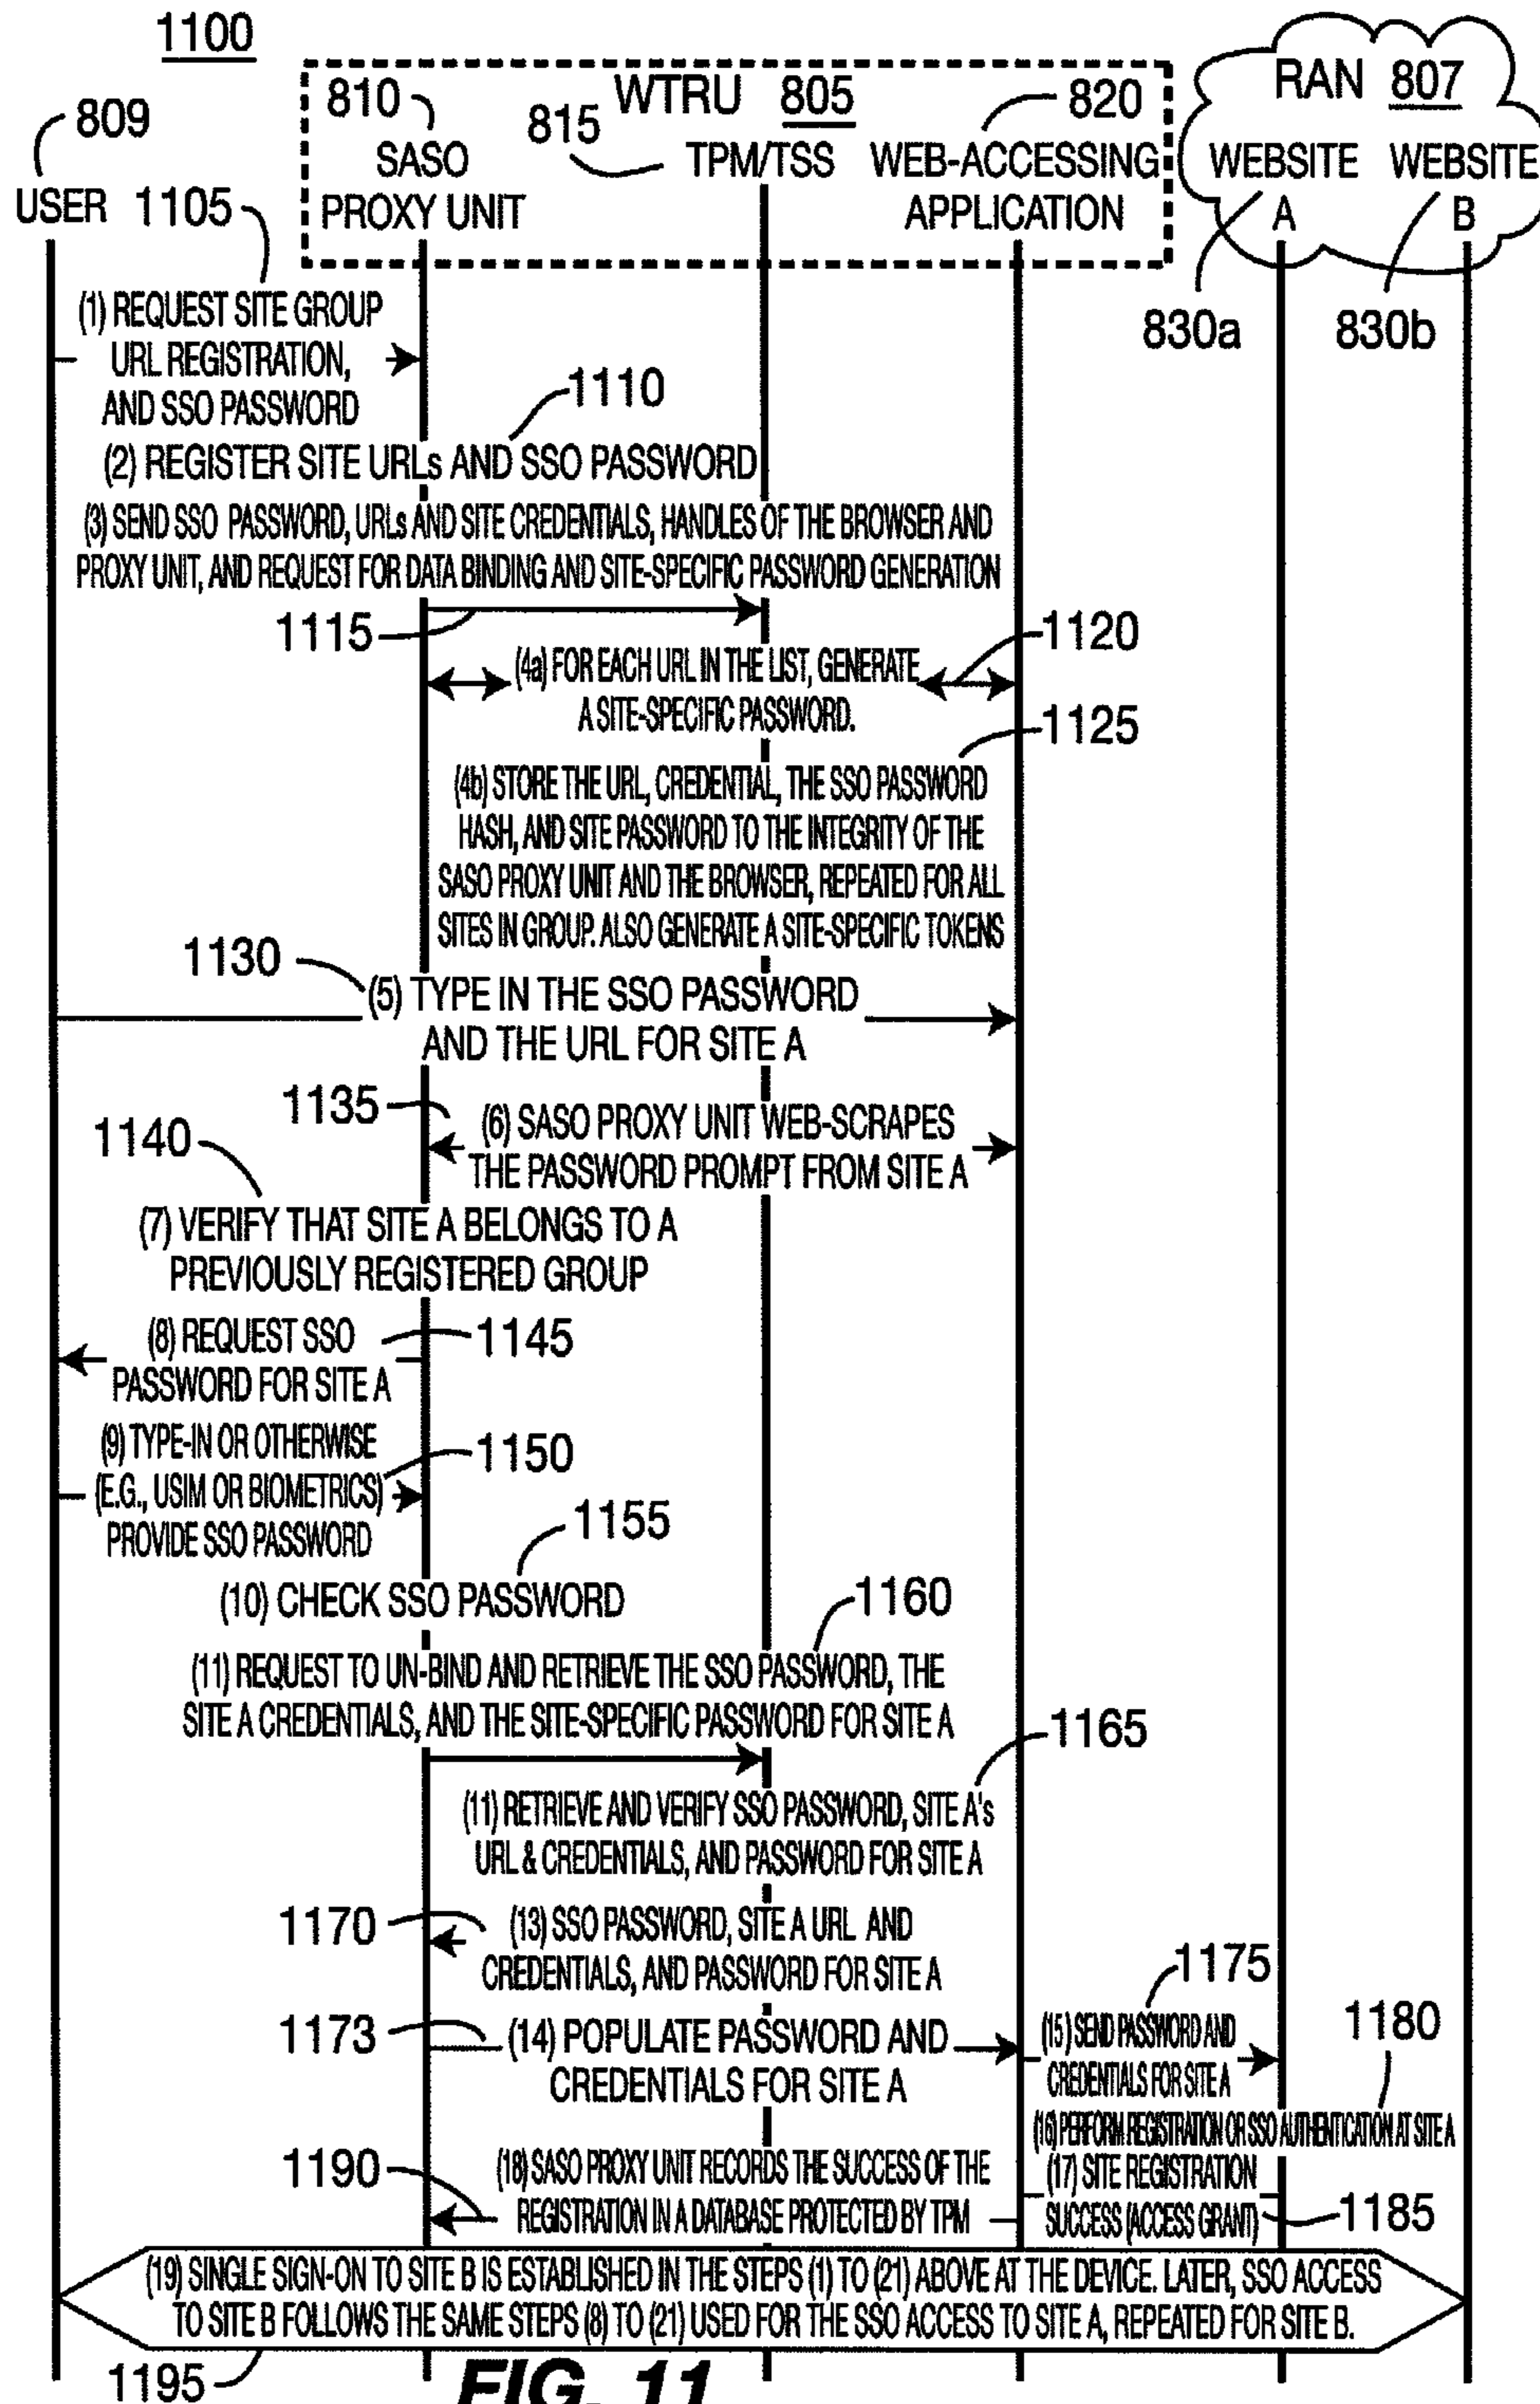 1100
809
810
WTRU 805
815
820
RAN 807
USER
1105
SASO
PROXY UNIT
TPM/TSS
WEB-ACCESSING
APPLICATION
WEBSITE
A
WEBSITE
B
830a
830b
(1) REQUEST SITE GROUP
URL REGISTRATION,
AND SSO PASSWORD
1110
(2) REGISTER SITE URLs AND SSO PASSWORD
(3) SEND SSO PASSWORD, URLs AND SITE CREDENTIALS, HANDLES OF THE BROWSER AND
PROXY UNIT, AND REQUEST FOR DATA BINDING AND SITE-SPECIFIC PASSWORD GENERATION
1115
1120
(4a) FOR EACH URL IN THE LIST, GENERATE
A SITE-SPECIFIC PASSWORD.
1125
(4b) STORE THE URL, CREDENTIAL, THE SSO PASSWORD
HASH, AND SITE PASSWORD TO THE INTEGRITY OF THE
SASO PROXY UNIT AND THE BROWSER, REPEATED FOR ALL
SITES IN GROUP. ALSO GENERATE A SITE-SPECIFIC TOKENS
1130
(5) TYPE IN THE SSO PASSWORD
AND THE URL FOR SITE A
1135
(6) SASO PROXY UNIT WEB-SCRAPES
THE PASSWORD PROMPT FROM SITE A
1140
(7) VERIFY THAT SITE A BELONGS TO A
PREVIOUSLY REGISTERED GROUP
(8) REQUEST SSO
PASSWORD FOR SITE A
1145
(9) TYPE-IN OR OTHERWISE
(E.G., USIM OR BIOMETRICS)
PROVIDE SSO PASSWORD
1150
1155
(10) CHECK SSO PASSWORD
1160
(11) REQUEST TO UN-BIND AND RETRIEVE THE SSO PASSWORD, THE
SITE A CREDENTIALS, AND THE SITE-SPECIFIC PASSWORD FOR SITE A
1165
(11) RETRIEVE AND VERIFY SSO PASSWORD, SITE A's
URL & CREDENTIALS, AND PASSWORD FOR SITE A
1170
(13) SSO PASSWORD, SITE A URL AND
CREDENTIALS, AND PASSWORD FOR SITE A
1173
(14) POPULATE PASSWORD AND
CREDENTIALS FOR SITE A
1175
(15) SEND PASSWORD AND
CREDENTIALS FOR SITE A
1180
(16) PERFORM REGISTRATION OR SSO AUTHENTICATION AT SITE A
(17) SITE REGISTRATION
SUCCESS (ACCESS GRANT)
1185
1190
(18) SASO PROXY UNIT RECORDS THE SUCCESS OF THE
REGISTRATION IN A DATABASE PROTECTED BY TPM
(19) SINGLE SIGN-ON TO SITE B IS ESTABLISHED IN THE STEPS (1) TO (21) ABOVE AT THE DEVICE. LATER, SSO ACCESS
TO SITE B FOLLOWS THE SAME STEPS (8) TO (21) USED FOR THE SSO ACCESS TO SITE A, REPEATED FOR SITE B.
1195
FIG. 11